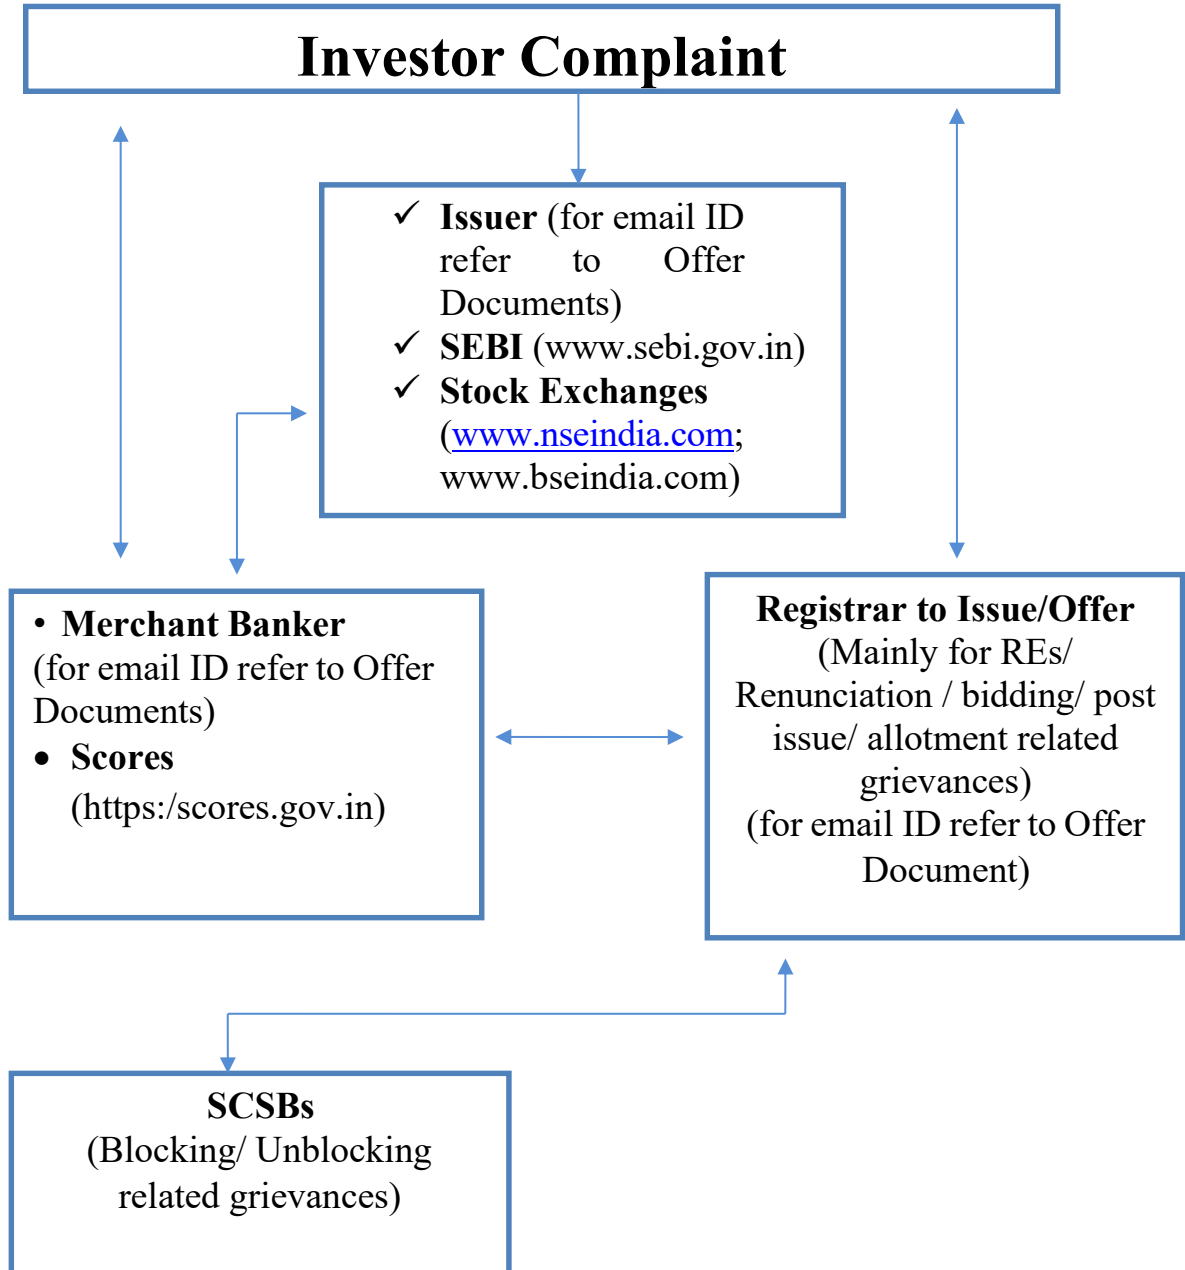 Investor Complaint
✓ Issuer (for email ID
refer to Offer
Documents)
✓ SEBI (www.sebi.gov.in)
✓ Stock Exchanges
(www.nseindia.com;
www.bseindia.com)
• Merchant Banker
(for email ID refer to Offer
Documents)
• Scores
(https:/scores.gov.in)
Registrar to Issue/Offer
(Mainly for REs/
Renunciation / bidding/ post
issue/ allotment related
grievances)
(for email ID refer to Offer
Document)
SCSBs
(Blocking/ Unblocking
related grievances)